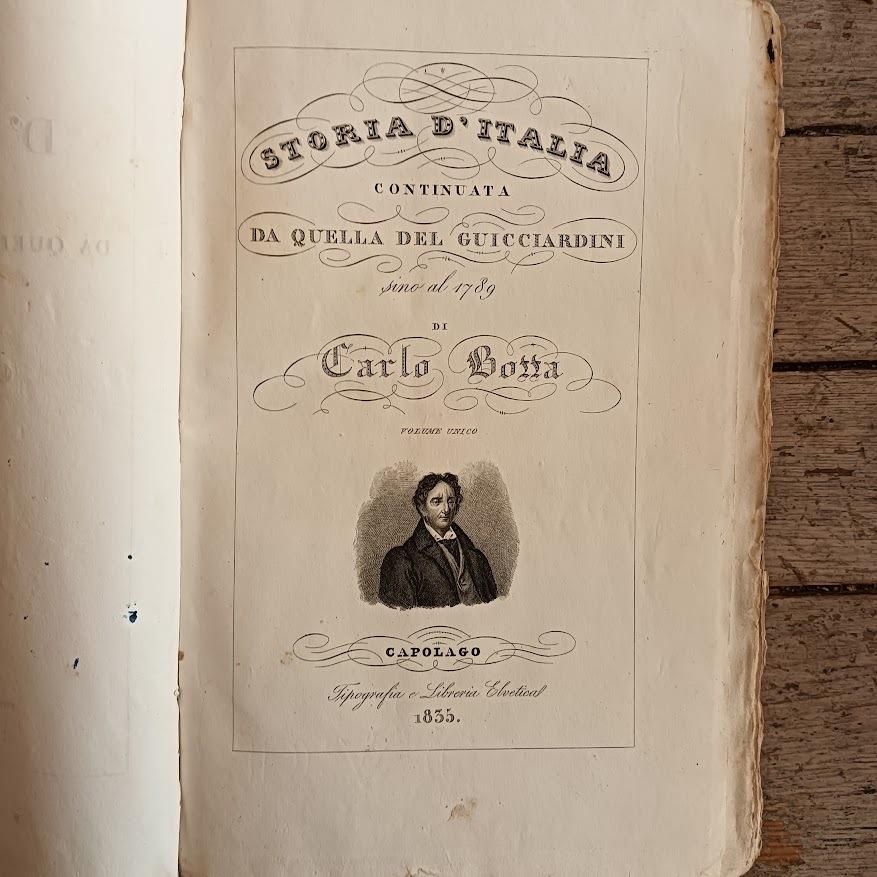 STORIA D'ITALIA
CONTINUATA
DA QUELLA DEL GUICCIARDINI
sino al 1789
DI
Carlo Botta
VOLUME UNICO
CAPOLAGO
Tipografia e Libreria Elvetica
1835.